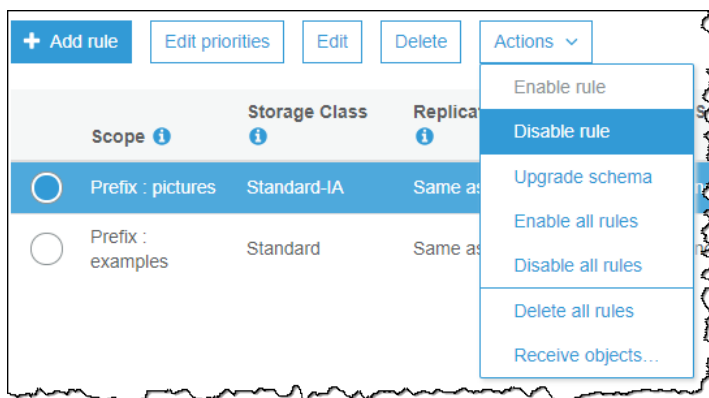 + Add rule Edit priorities Edit Delete Actions
Enable rule
Scope Storage Class
Disable rule
Prefix : pictures Standard-IA Same as
Upgrade schema
Enable all rules
Prefix :
examples Standard Same as
Disable all rules
Delete all rules
Receive objects...